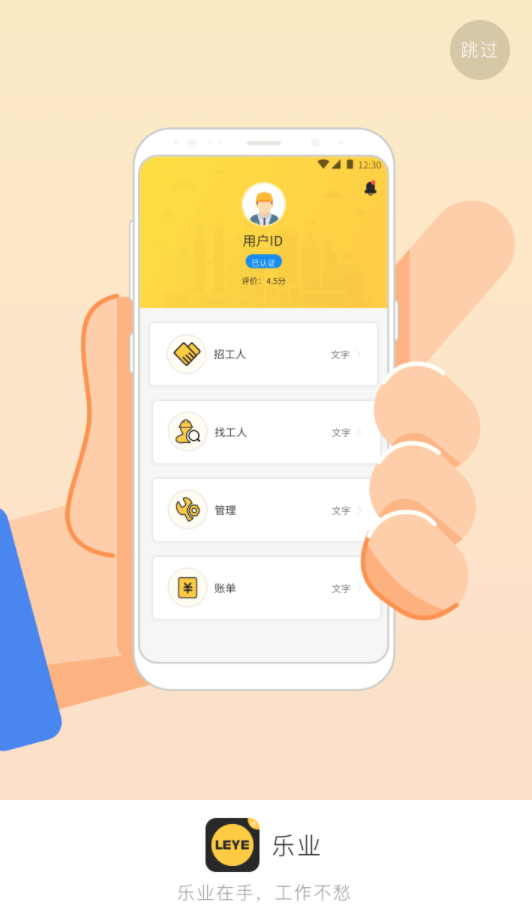 跳过
12:30
用户ID
已认证
评价：4.5分
招工人 文字
找工人 文字
管理 文字
账单 文字
LEYE 乐业
乐业在手，工作不愁